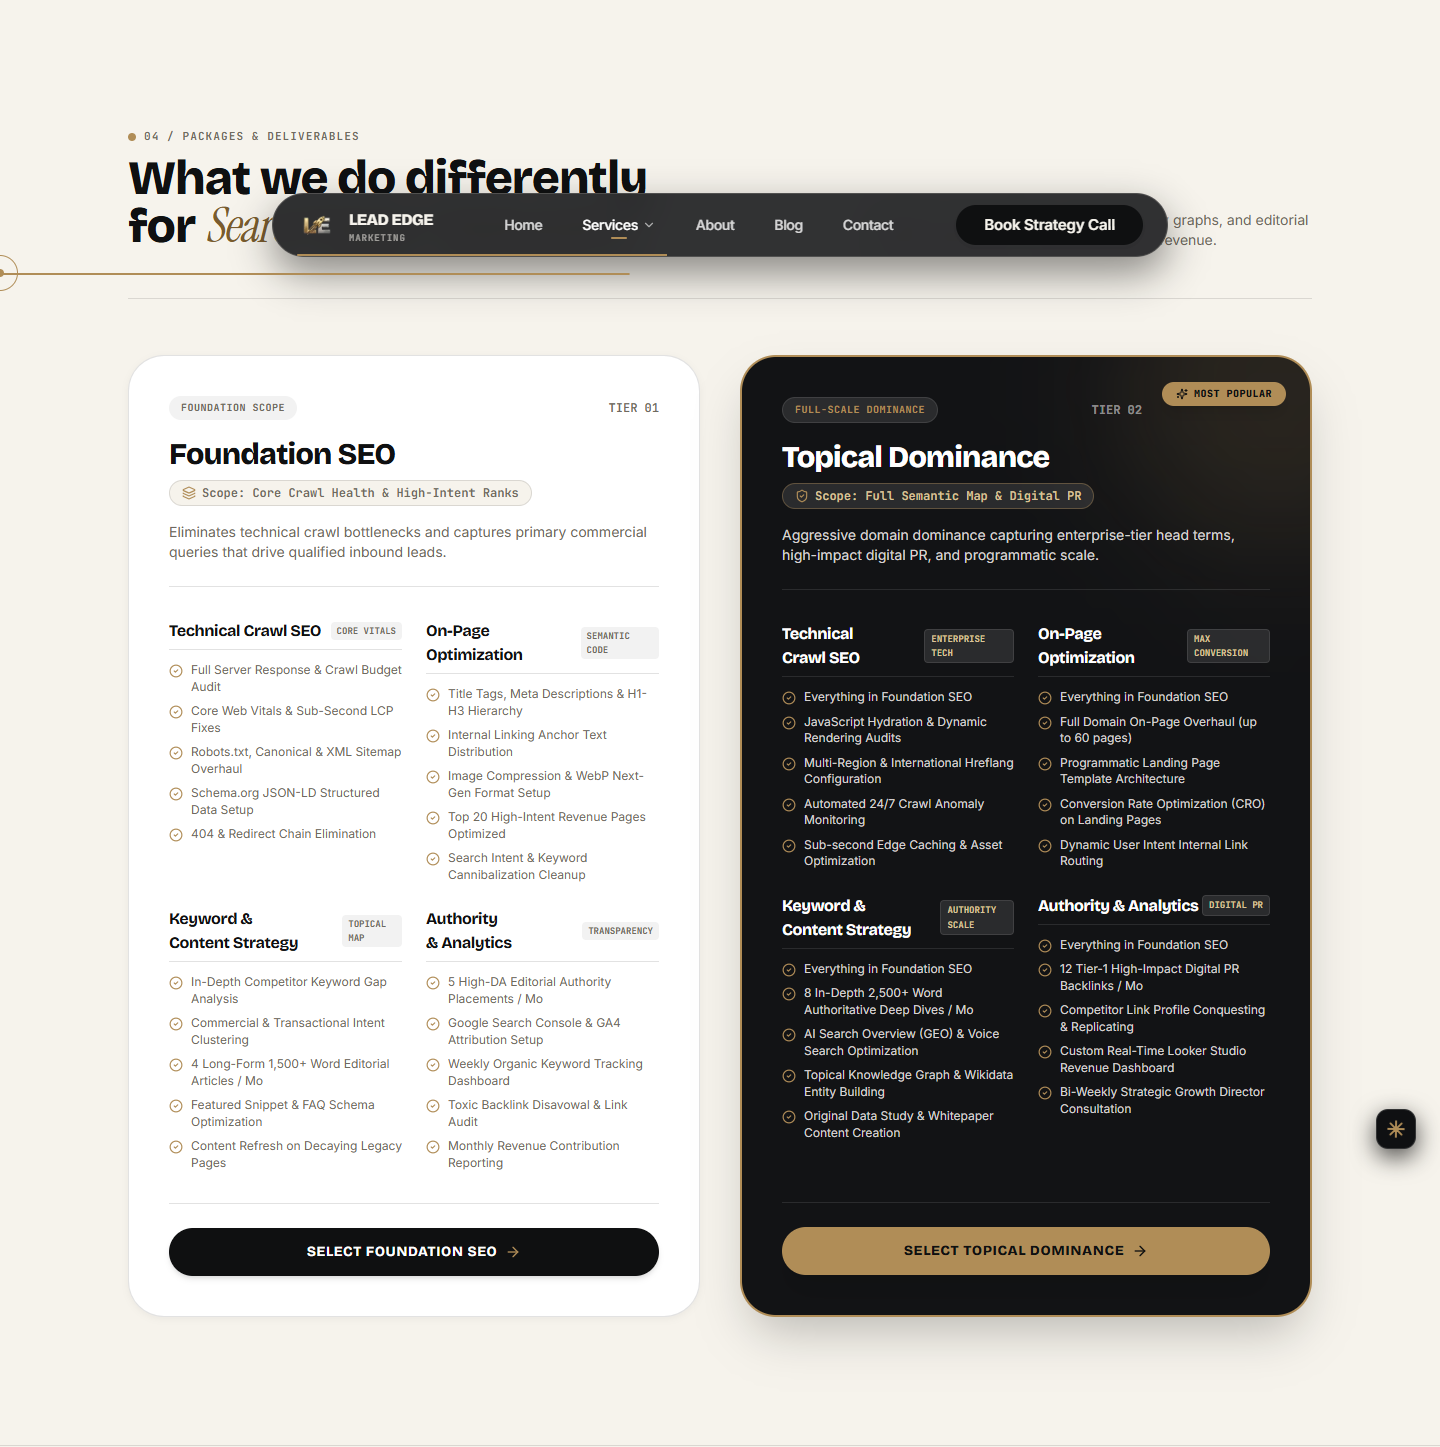 04 / PACKAGES & DELIVERABLES
What we do differently
for Sear
graphs, and editorial
evenue.
LEAD EDGE
MARKETING
Home
Services
About
Blog
Contact
Book Strategy Call
FOUNDATION SCOPE
TIER 01
Foundation SEO
Scope: Core Crawl Health & High-Intent Ranks
Eliminates technical crawl bottlenecks and captures primary commercial
queries that drive qualified inbound leads.
Technical Crawl SEO
CORE VITALS
Full Server Response & Crawl Budget
Audit
Core Web Vitals & Sub-Second LCP
Fixes
Robots.txt, Canonical & XML Sitemap
Overhaul
Schema.org JSON-LD Structured
Data Setup
404 & Redirect Chain Elimination
On-Page
Optimization
SEMANTIC
CODE
Title Tags, Meta Descriptions & H1-
H3 Hierarchy
Internal Linking Anchor Text
Distribution
Image Compression & WebP Next-
Gen Format Setup
Top 20 High-Intent Revenue Pages
Optimized
Search Intent & Keyword
Cannibalization Cleanup
Keyword &
Content Strategy
TOPICAL
MAP
In-Depth Competitor Keyword Gap
Analysis
Commercial & Transactional Intent
Clustering
4 Long-Form 1,500+ Word Editorial
Articles / Mo
Featured Snippet & FAQ Schema
Optimization
Content Refresh on Decaying Legacy
Pages
Authority
& Analytics
TRANSPARENCY
5 High-DA Editorial Authority
Placements / Mo
Google Search Console & GA4
Attribution Setup
Weekly Organic Keyword Tracking
Dashboard
Toxic Backlink Disavowal & Link
Audit
Monthly Revenue Contribution
Reporting
SELECT FOUNDATION SEO
MOST POPULAR
FULL-SCALE DOMINANCE
TIER 02
Topical Dominance
Scope: Full Semantic Map & Digital PR
Aggressive domain dominance capturing enterprise-tier head terms,
high-impact digital PR, and programmatic scale.
Technical
Crawl SEO
ENTERPRISE
TECH
Everything in Foundation SEO
JavaScript Hydration & Dynamic
Rendering Audits
Multi-Region & International Hreflang
Configuration
Automated 24/7 Crawl Anomaly
Monitoring
Sub-second Edge Caching & Asset
Optimization
On-Page
Optimization
MAX
CONVERSION
Everything in Foundation SEO
Full Domain On-Page Overhaul (up
to 60 pages)
Programmatic Landing Page
Template Architecture
Conversion Rate Optimization (CRO)
on Landing Pages
Dynamic User Intent Internal Link
Routing
Keyword &
Content Strategy
AUTHORITY
SCALE
Everything in Foundation SEO
8 In-Depth 2,500+ Word
Authoritative Deep Dives / Mo
AI Search Overview (GEO) & Voice
Search Optimization
Topical Knowledge Graph & Wikidata
Entity Building
Original Data Study & Whitepaper
Content Creation
Authority & Analytics
DIGITAL PR
Everything in Foundation SEO
12 Tier-1 High-Impact Digital PR
Backlinks / Mo
Competitor Link Profile Conquesting
& Replicating
Custom Real-Time Looker Studio
Revenue Dashboard
Bi-Weekly Strategic Growth Director
Consultation
SELECT TOPICAL DOMINANCE